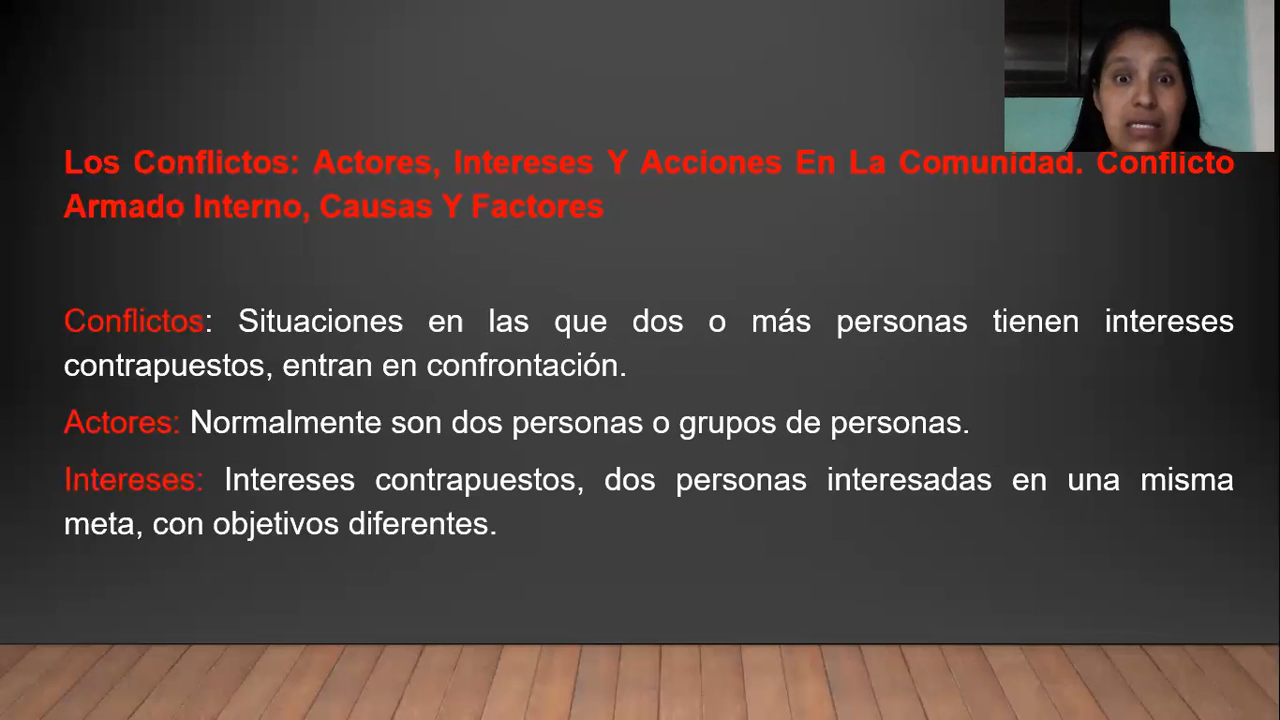 Los Conflictos: Actores, Intereses Y Acciones En La Comunidad. Conflicto
Armado Interno, Causas Y Factores
Conflictos: Situaciones en las que dos o más personas tienen intereses
contrapuestos, entran en confrontación.
Actores: Normalmente son dos personas o grupos de personas.
Intereses: Intereses contrapuestos, dos personas interesadas en una misma
meta, con objetivos diferentes.